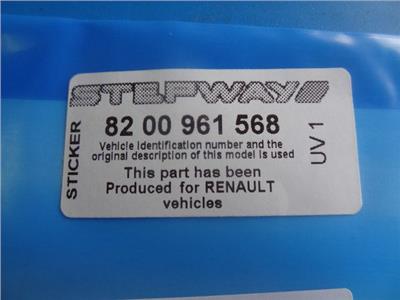 STEPWAY
82 00 961 568
Vehicle identification number and the
original description of this model is used
This part has been
Produced for RENAULT
vehicles
STICKER
UV 1